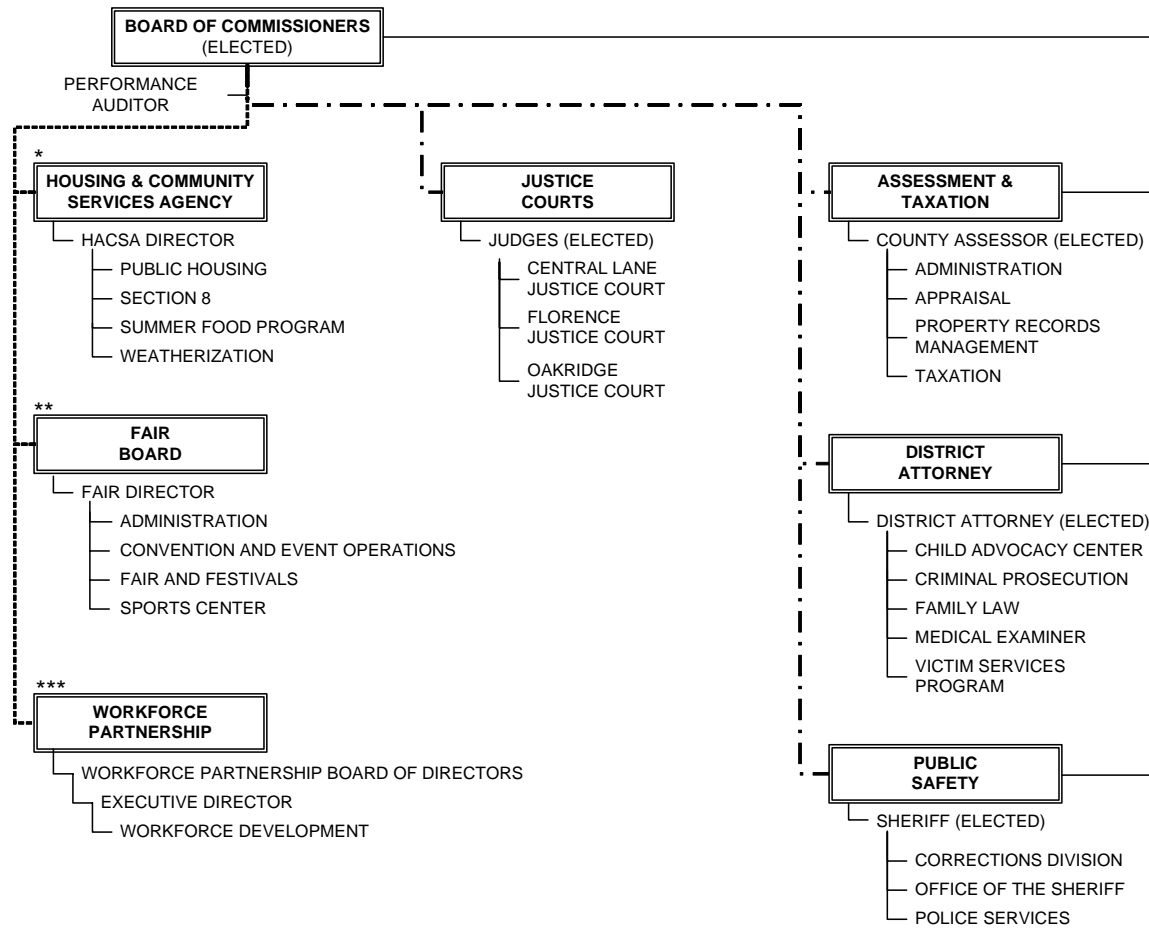 BOARD OF COMMISSIONERS
(ELECTED)
PERFORMANCE
AUDITOR
*
HOUSING & COMMUNITY
SERVICES AGENCY
HACSA DIRECTOR
PUBLIC HOUSING
SECTION 8
SUMMER FOOD PROGRAM
WEATHERIZATION
**
FAIR
BOARD
FAIR DIRECTOR
ADMINISTRATION
CONVENTION AND EVENT OPERATIONS
FAIR AND FESTIVALS
SPORTS CENTER
***
WORKFORCE
PARTNERSHIP
WORKFORCE PARTNERSHIP BOARD OF DIRECTORS
EXECUTIVE DIRECTOR
WORKFORCE DEVELOPMENT
JUSTICE
COURTS
JUDGES (ELECTED)
CENTRAL LANE
JUSTICE COURT
FLORENCE
JUSTICE COURT
OAKRIDGE
JUSTICE COURT
ASSESSMENT &
TAXATION
COUNTY ASSESSOR (ELECTED)
ADMINISTRATION
APPRAISAL
PROPERTY RECORDS
MANAGEMENT
TAXATION
DISTRICT
ATTORNEY
DISTRICT ATTORNEY (ELECTED)
CHILD ADVOCACY CENTER
CRIMINAL PROSECUTION
FAMILY LAW
MEDICAL EXAMINER
VICTIM SERVICES
PROGRAM
PUBLIC
SAFETY
SHERIFF (ELECTED)
CORRECTIONS DIVISION
OFFICE OF THE SHERIFF
POLICE SERVICES